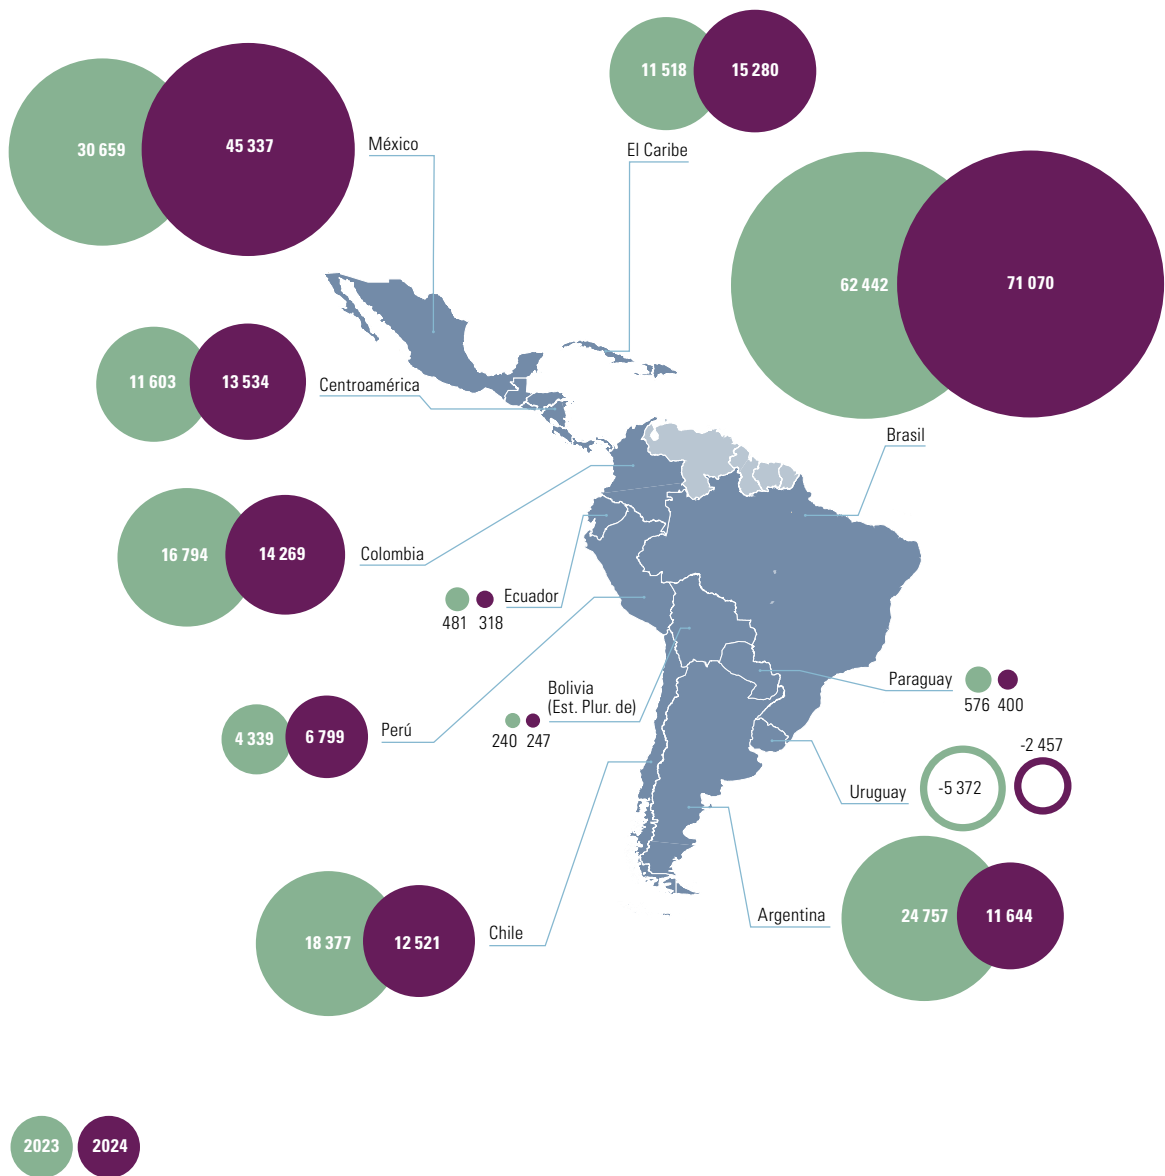 11 518
15 280
El Caribe
30 659
45 337
México
62 442
71 070
Brasil
11 603
13 534
Centroamérica
16 794
14 269
Colombia
Ecuador
481
318
4 339
6 799
Perú
Bolivia
(Est. Plur. de)
240
247
Paraguay
576
400
Uruguay
-5 372
-2 457
18 377
12 521
Chile
Argentina
24 757
11 644
2023
2024